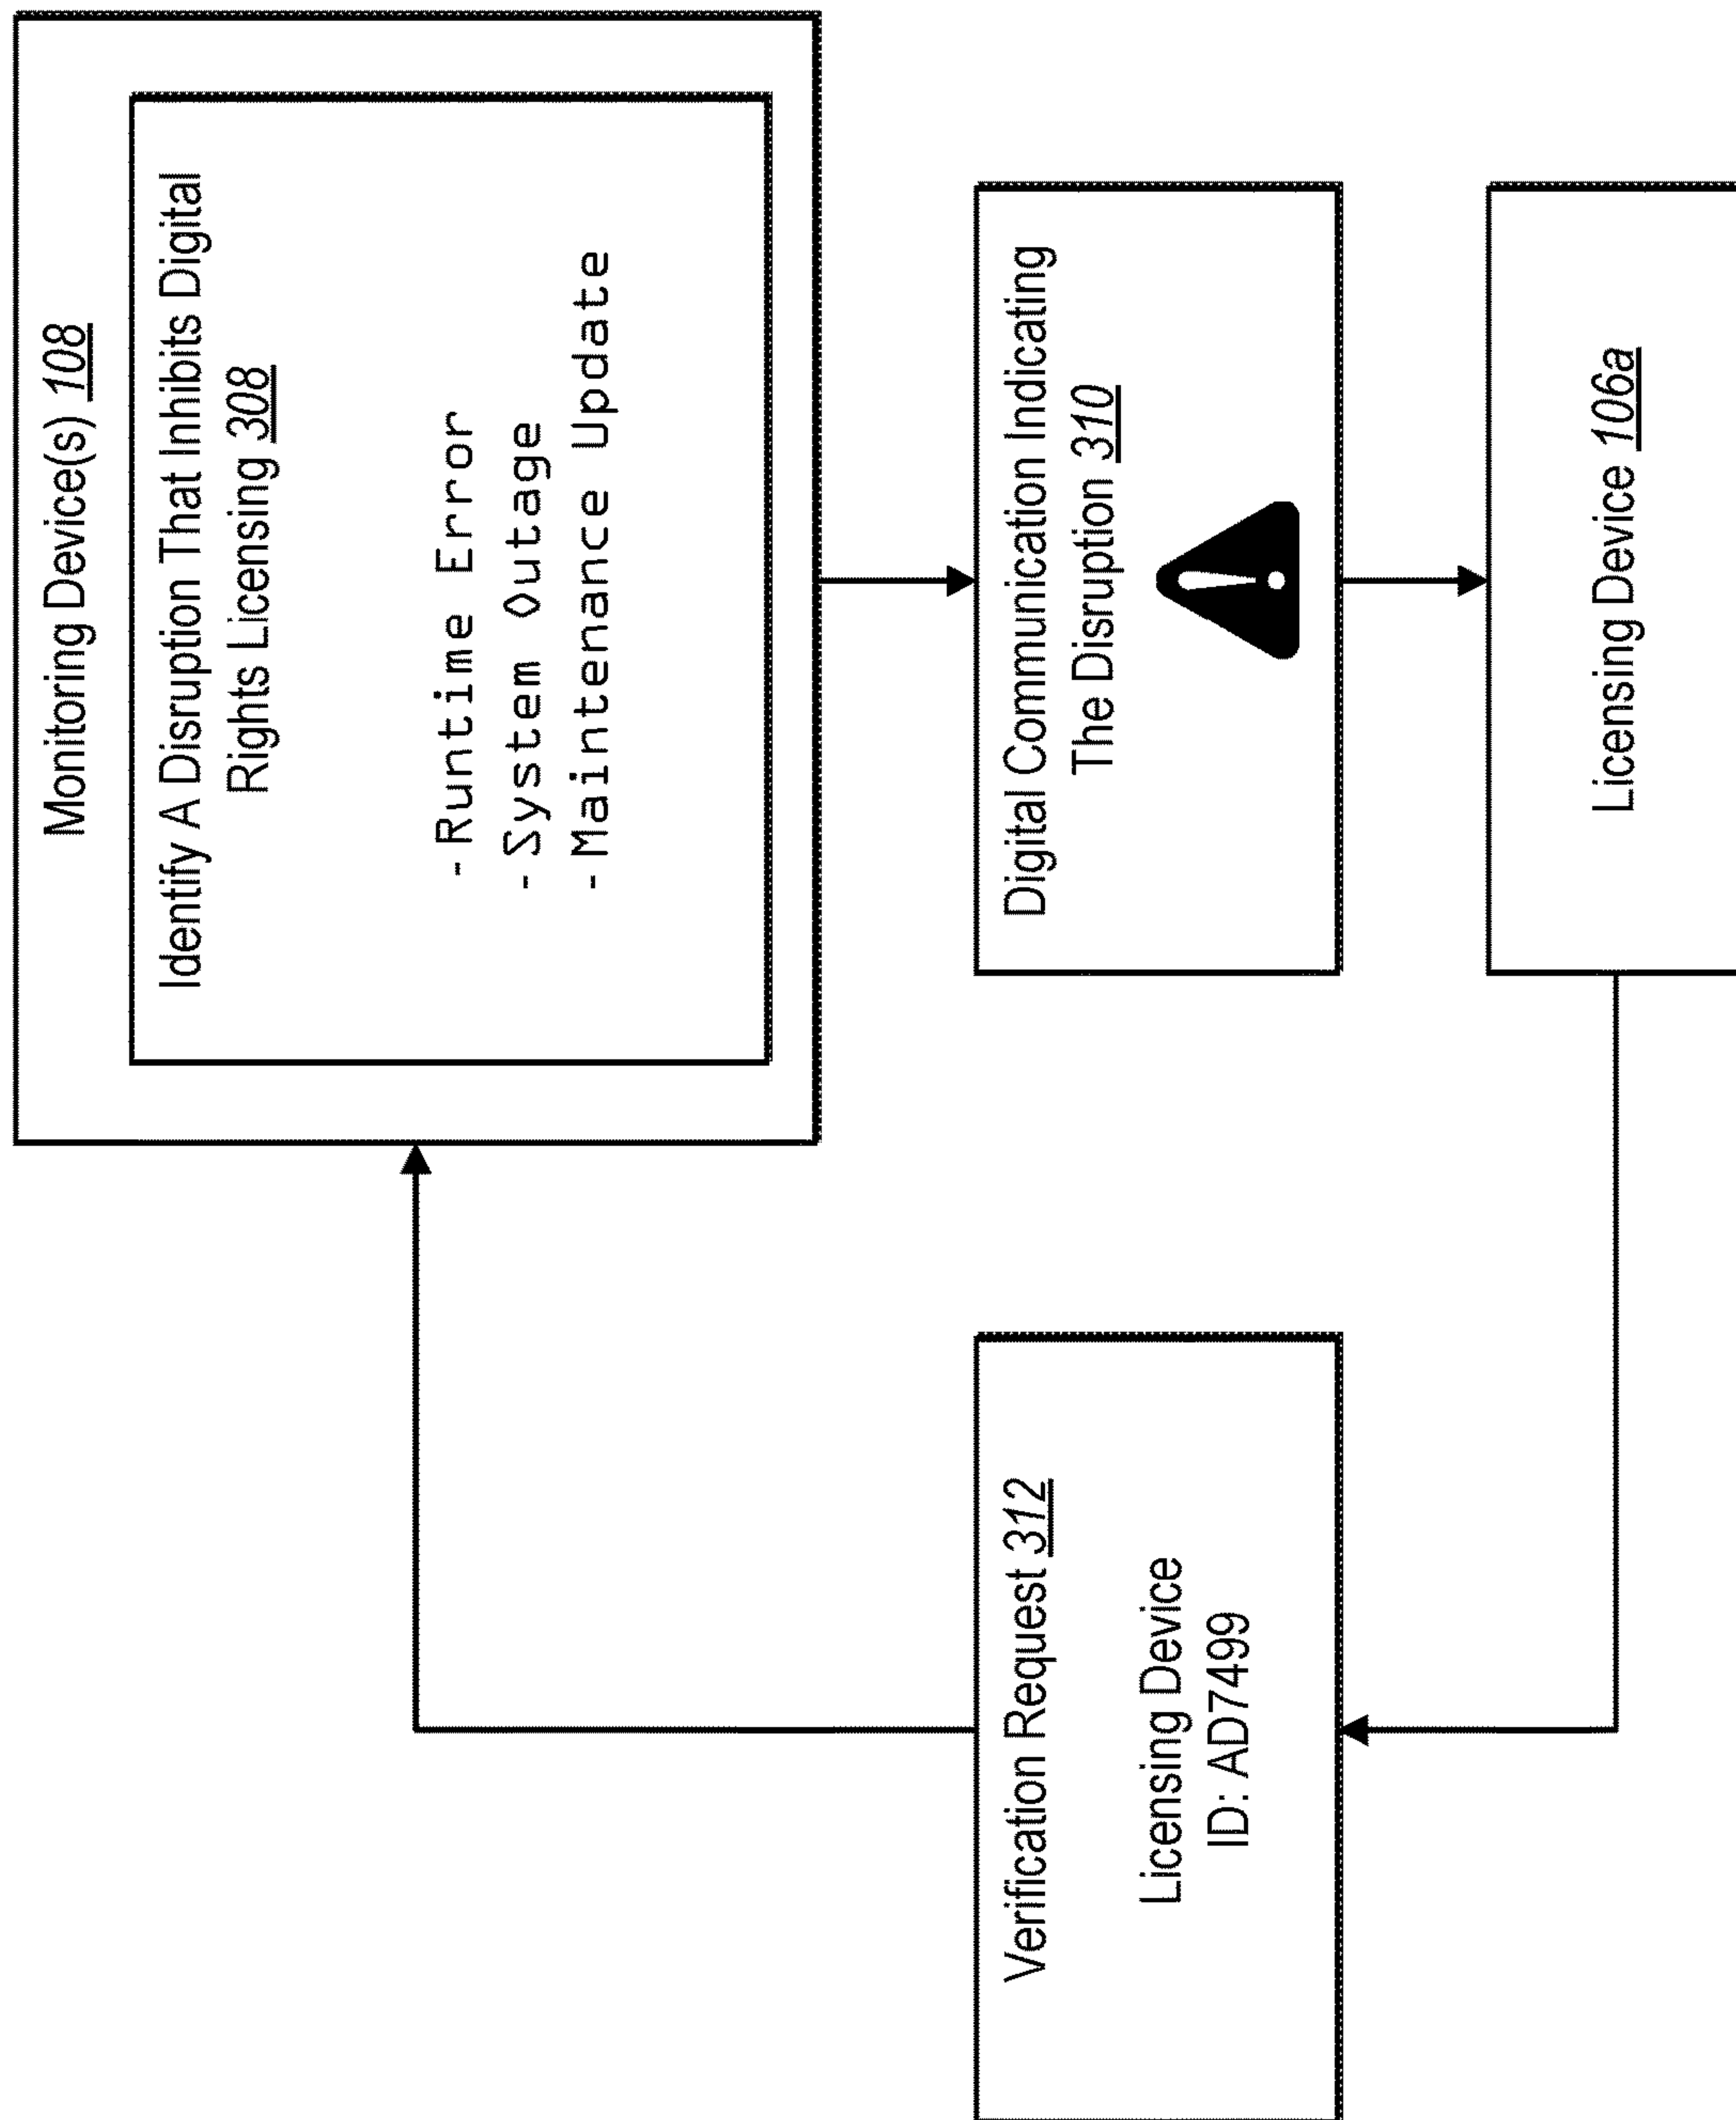 Monitoring Device(s) 108
Identify A Disruption That Inhibits Digital
Rights Licensing 308
-Runtime Error
-System Outage
-Maintenance Update
Digital Communication Indicating
The Disruption 310
Licensing Device 106a
Verification Request 312
Licensing Device
ID: AD7499